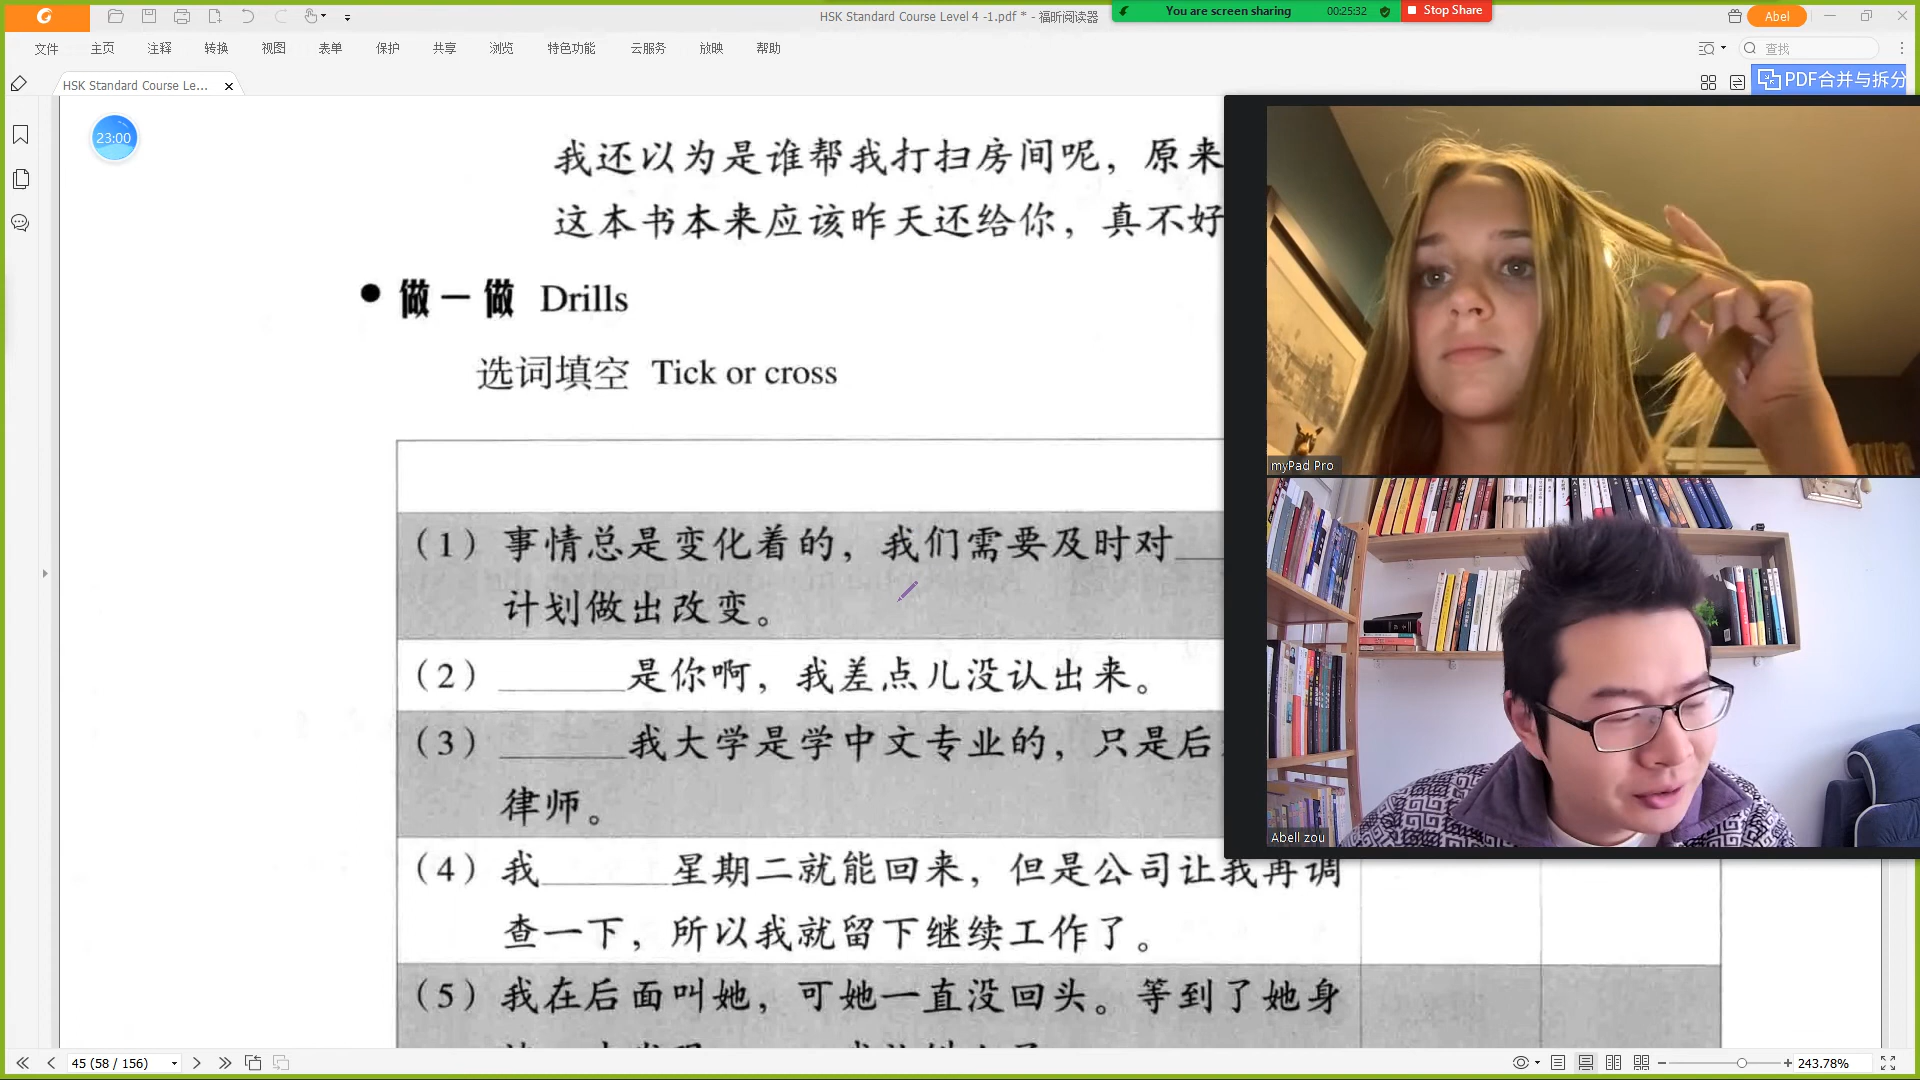 HSK Standard Course Level 4 -1.pdf * - 福昕阅读器
You are screen sharing
00:25:32
Stop Share
Abel
文件
主页
注释
转换
视图
表单
保护
共享
浏览
特色功能
云服务
放映
帮助
查找
HSK Standard Course Le...
PDF合并与拆分
23:00
我还以为是谁帮我打扫房间呢，原来
这本书本来应该昨天还给你，真不好
● 做一做 Drills
选词填空 Tick or cross
（1）事情总是变化着的，我们需要及时对____
计划做出改变。
（2）______是你啊，我差点儿没认出来。
（3）______我大学是学中文专业的，只是后
律师。
（4）我______星期二就能回来，但是公司让我再调
查一下，所以我就留下继续工作了。
（5）我在后面叫她，可她一直没回头。等到了她身
myPad Pro
Abell zou
45 (58 / 156)
243.78%